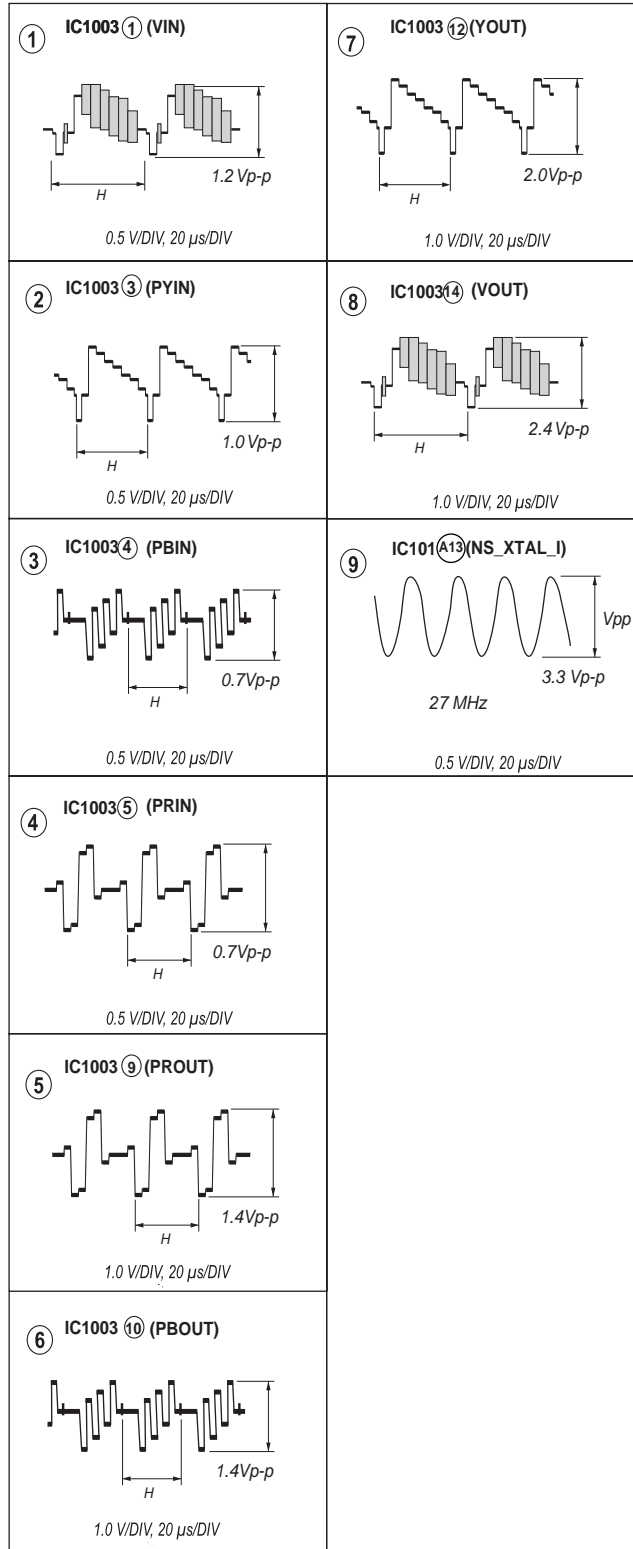 1 IC1003 1 (VIN)
1.2 Vp-p
H
0.5 V/DIV, 20 µs/DIV
2 IC1003 3 (PYIN)
1.0 Vp-p
H
0.5 V/DIV, 20 µs/DIV
3 IC1003 4 (PBIN)
0.7Vp-p
H
0.5 V/DIV, 20 µs/DIV
4 IC1003 5 (PRIN)
0.7Vp-p
H
0.5 V/DIV, 20 µs/DIV
5 IC1003 9 (PROUT)
1.4Vp-p
H
1.0 V/DIV, 20 µs/DIV
6 IC1003 10 (PBOUT)
1.4Vp-p
H
1.0 V/DIV, 20 µs/DIV
7 IC1003 12 (YOUT)
2.0Vp-p
H
1.0 V/DIV, 20 µs/DIV
8 IC1003 14 (VOUT)
2.4 Vp-p
H
1.0 V/DIV, 20 µs/DIV
9 IC101 A13 (NS_XTAL_I)
Vpp
3.3 Vp-p
27 MHz
0.5 V/DIV, 20 µs/DIV